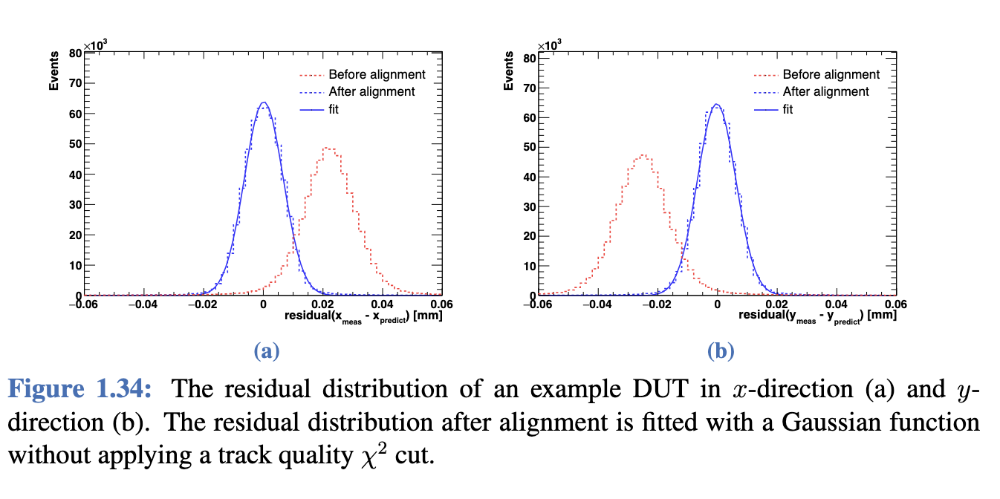 ×10³
Events
80
70
60
50
40
30
20
10
0
Before alignment
After alignment
fit
−0.06 −0.04 −0.02 0 0.02 0.04 0.06
residual(x_meas - x_predict) [mm]
(a)
×10³
Events
80
70
60
50
40
30
20
10
0
Before alignment
After alignment
fit
−0.06 −0.04 −0.02 0 0.02 0.04 0.06
residual(y_meas - y_predict) [mm]
(b)
Figure 1.34: The residual distribution of an example DUT in x-direction (a) and y-
direction (b). The residual distribution after alignment is fitted with a Gaussian function
without applying a track quality χ² cut.